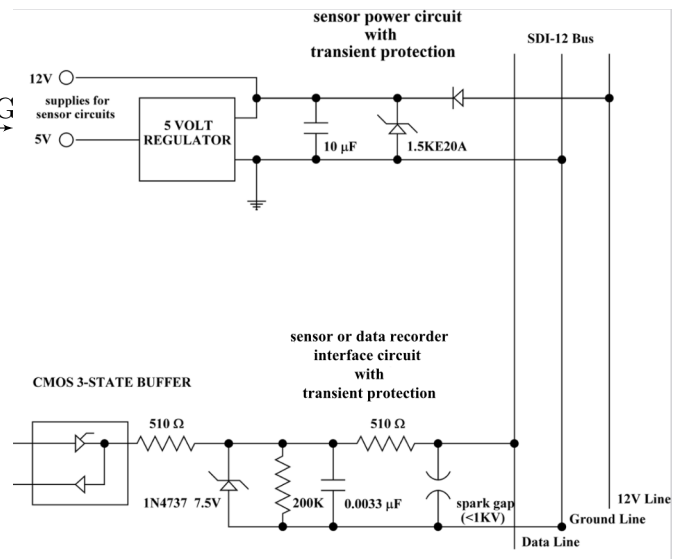 sensor power circuit
with
transient protection
SDI-12 Bus
12V
supplies for
sensor circuits
5V
G
5 VOLT
REGULATOR
10 µF
1.5KE20A
sensor or data recorder
interface circuit
with
transient protection
CMOS 3-STATE BUFFER
510 Ω
510 Ω
1N4737 7.5V
200K
0.0033 µF
spark gap
(<1KV)
12V Line
Ground Line
Data Line